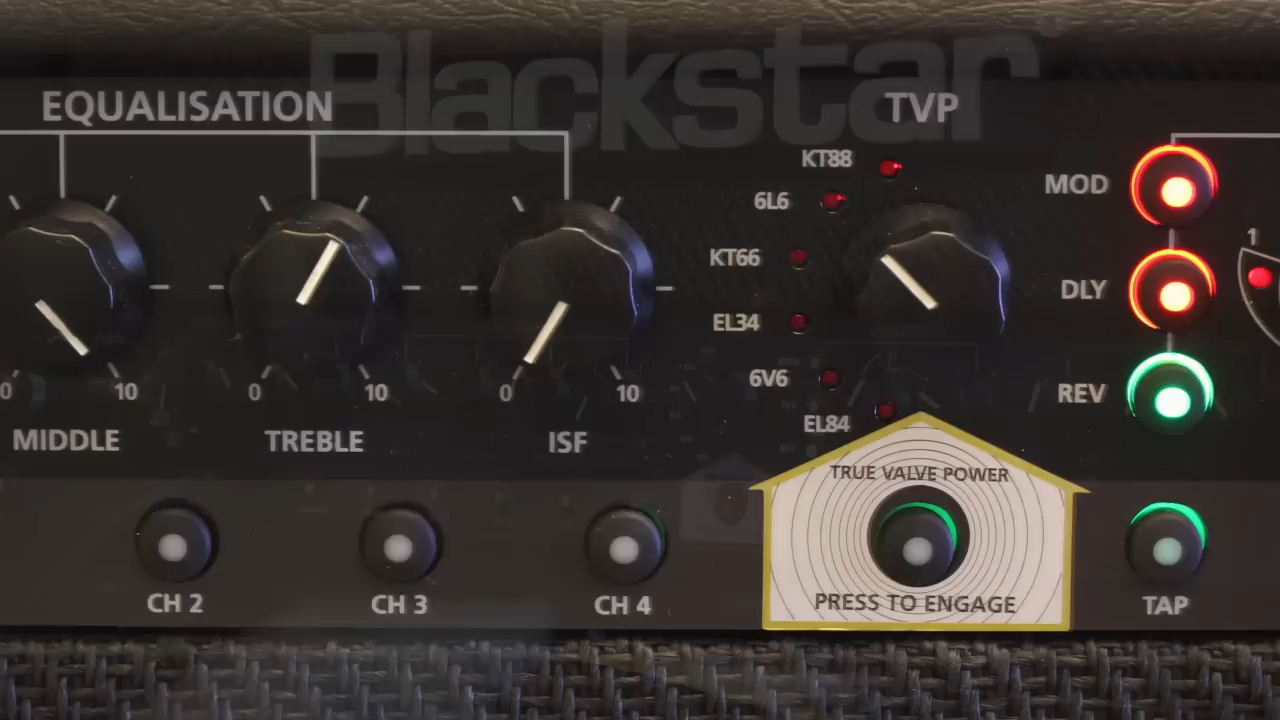 Blackstar
EQUALISATION
TVP
KT88
6L6
KT66
EL34
6V6
EL84
MOD
DLY
REV
1
0 10
0 10
0 10
MIDDLE
TREBLE
ISF
TRUE VALVE POWER
PRESS TO ENGAGE
CH 2
CH 3
CH 4
TAP